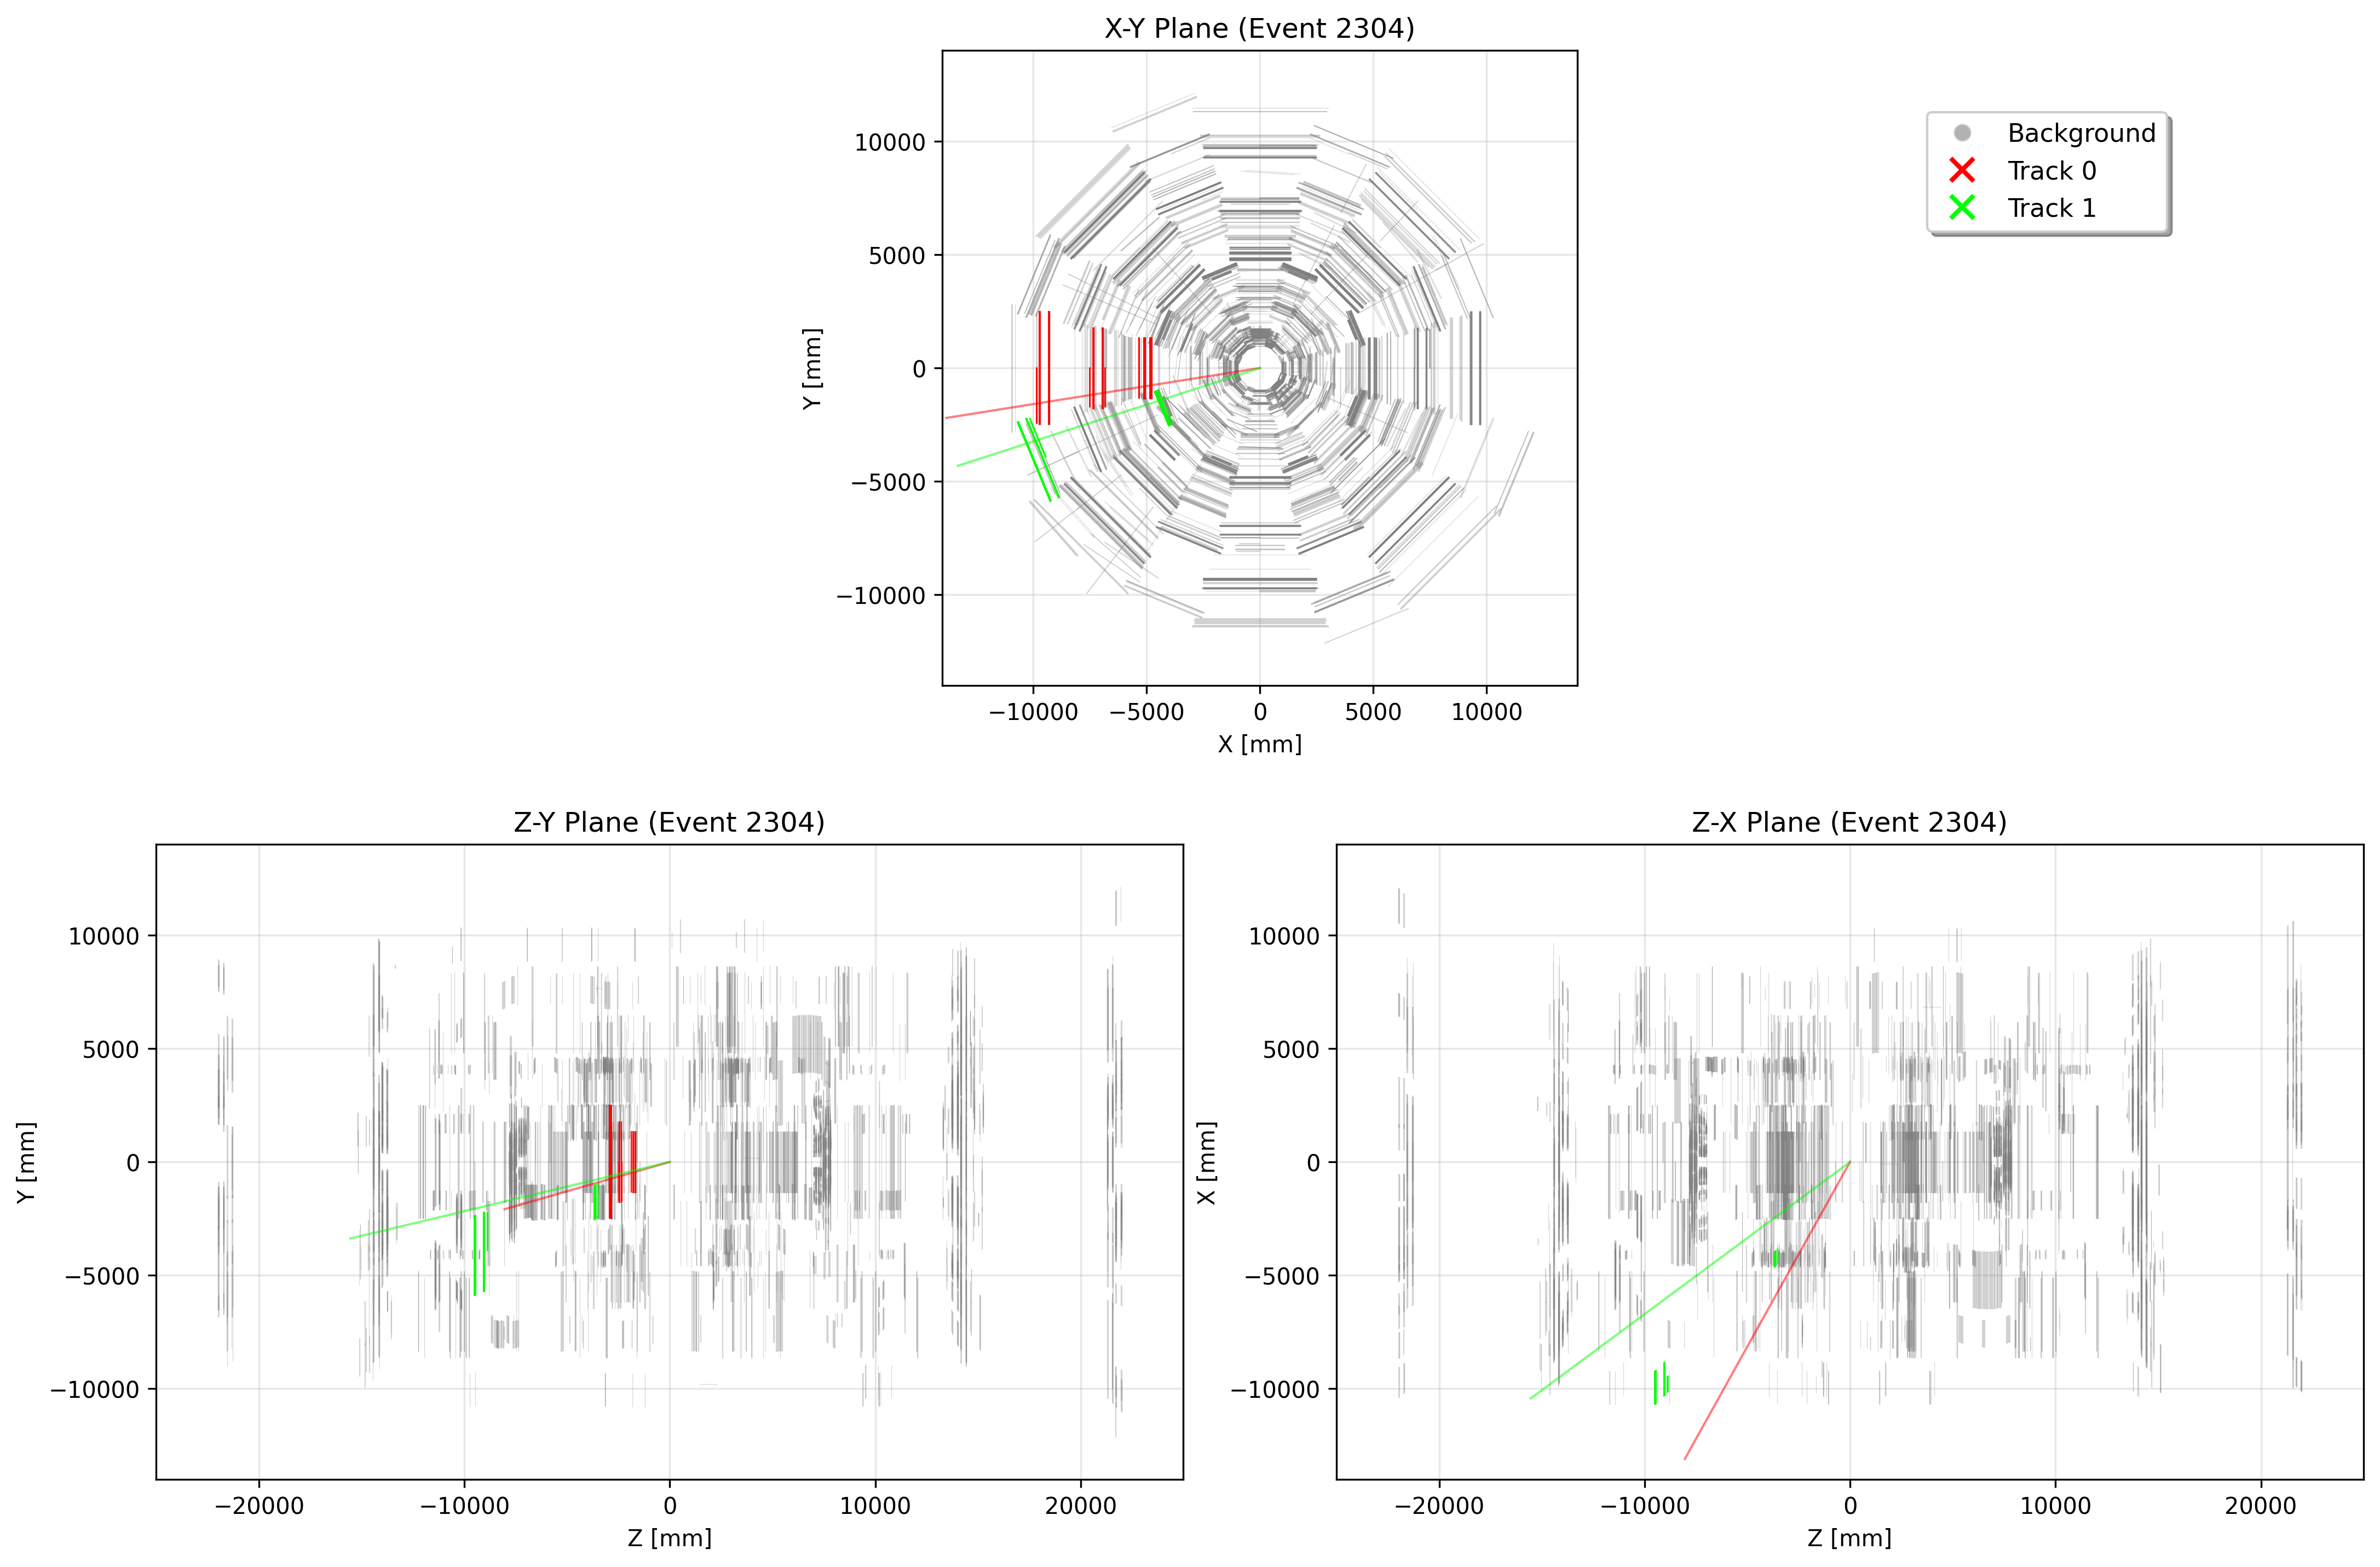 X-Y Plane (Event 2304)
10000
5000
0
−5000
−10000
Y [mm]
−10000 −5000 0 5000 10000
X [mm]
Background
Track 0
Track 1
Z-Y Plane (Event 2304)
10000
5000
0
−5000
−10000
Y [mm]
−20000 −10000 0 10000 20000
Z [mm]
Z-X Plane (Event 2304)
10000
5000
0
−5000
−10000
X [mm]
−20000 −10000 0 10000 20000
Z [mm]